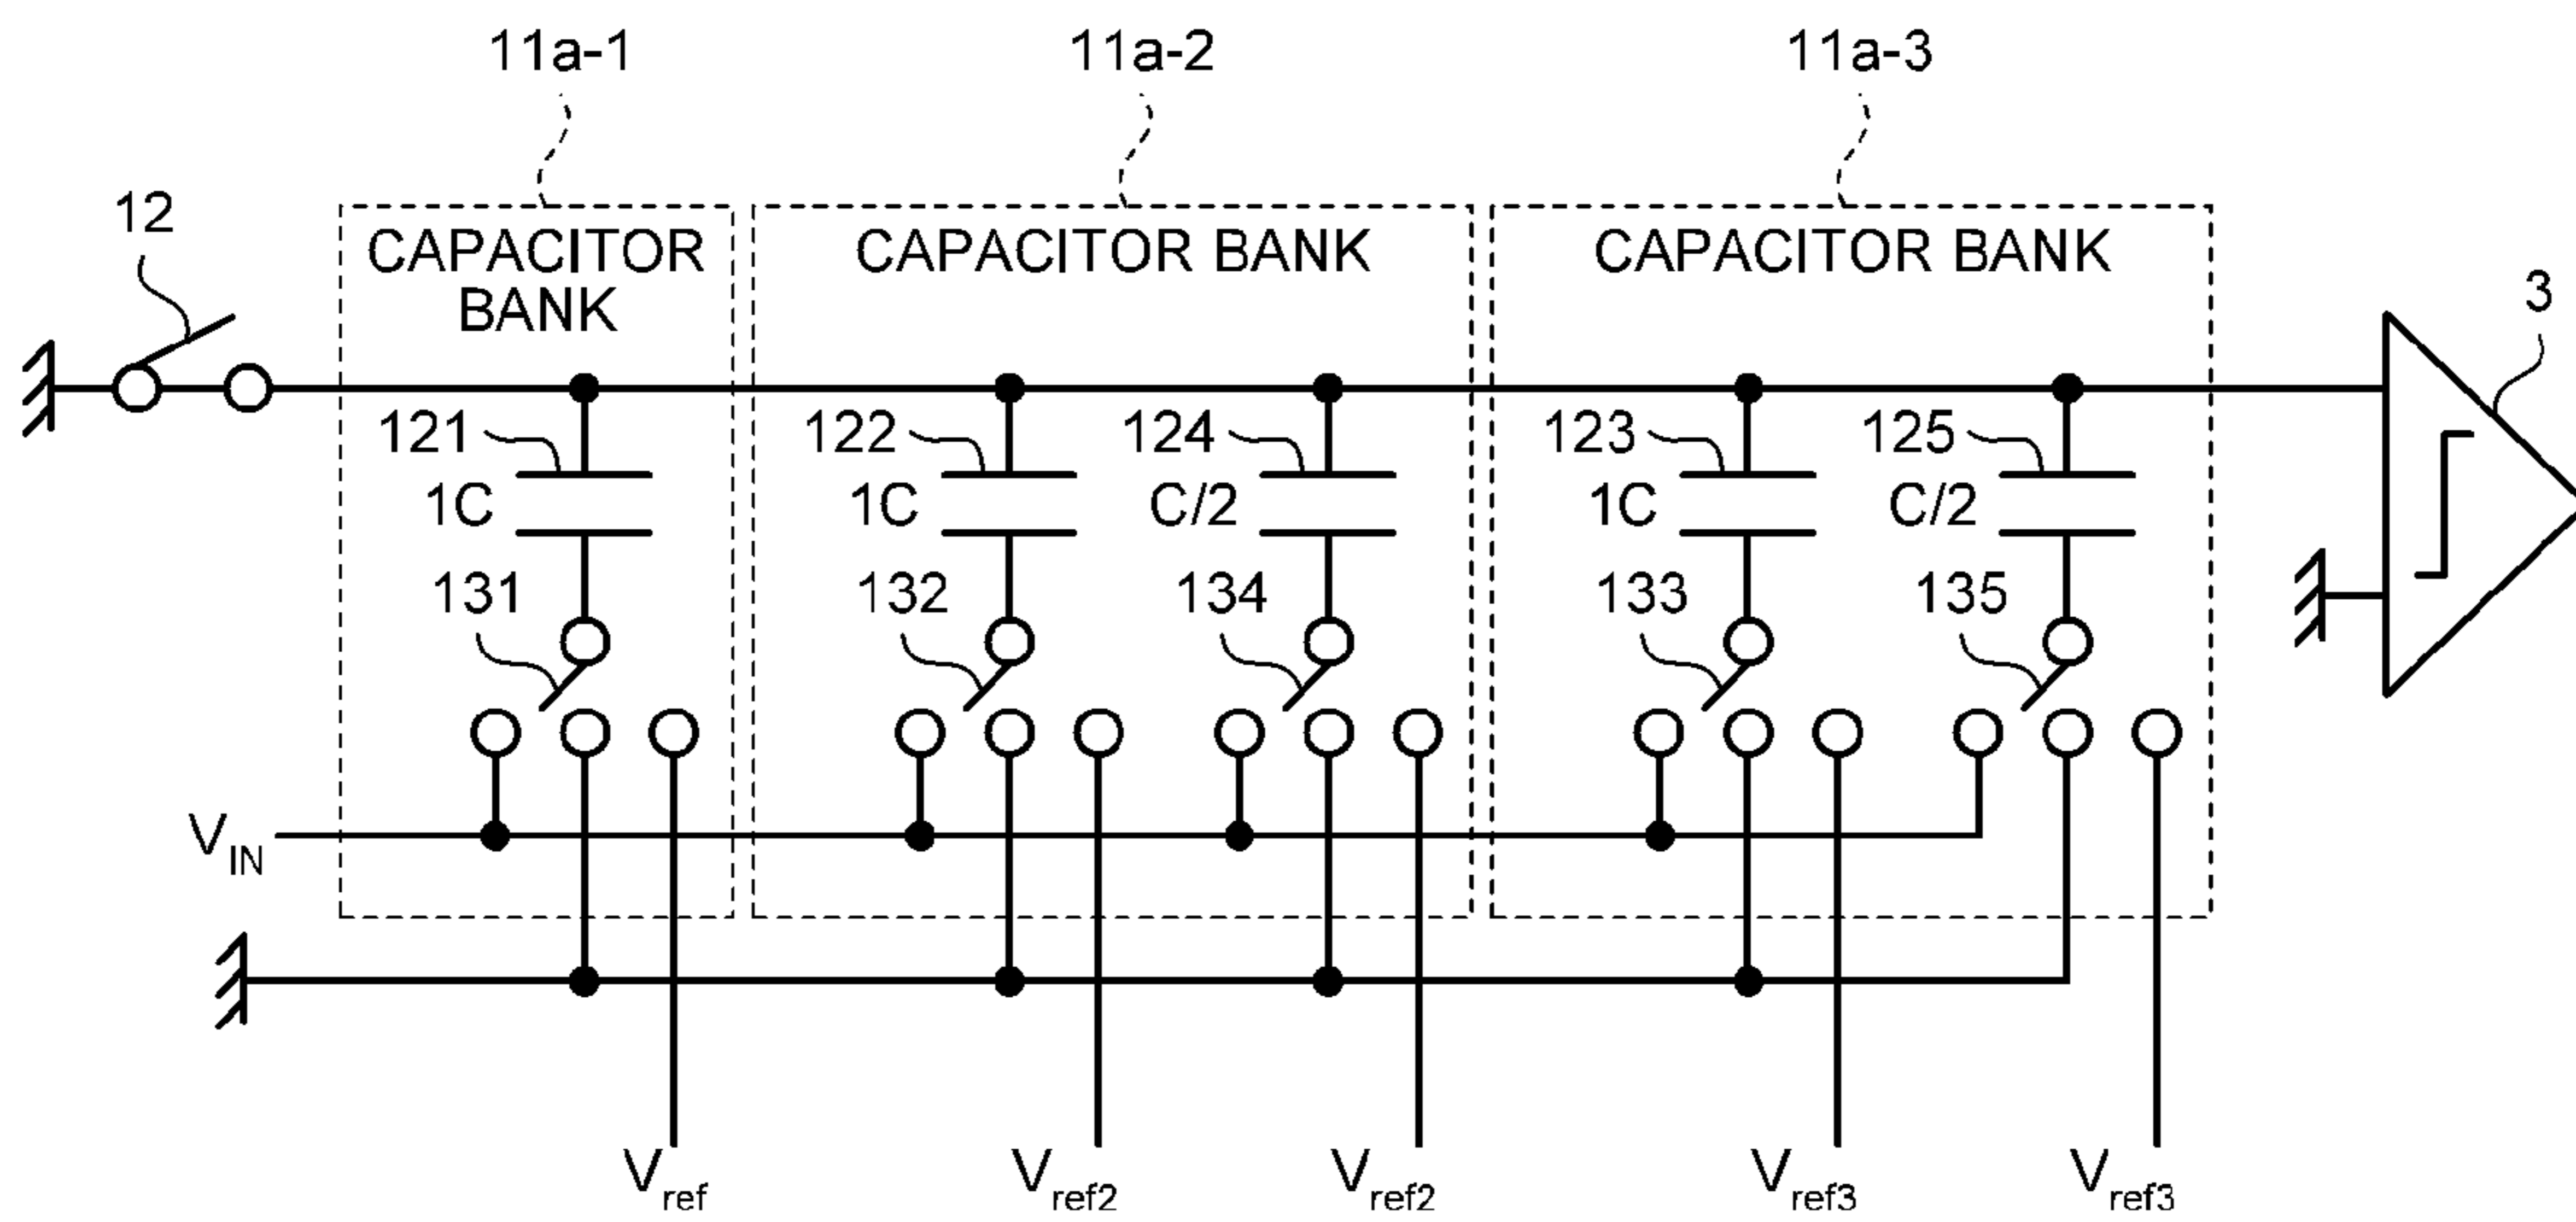 11a-1 11a-2 11a-3
12 CAPACITOR BANK CAPACITOR BANK CAPACITOR BANK 3
121 122 124 123 125
1C 1C C/2 1C C/2
131 132 134 133 135
VIN
Vref Vref2 Vref2 Vref3 Vref3